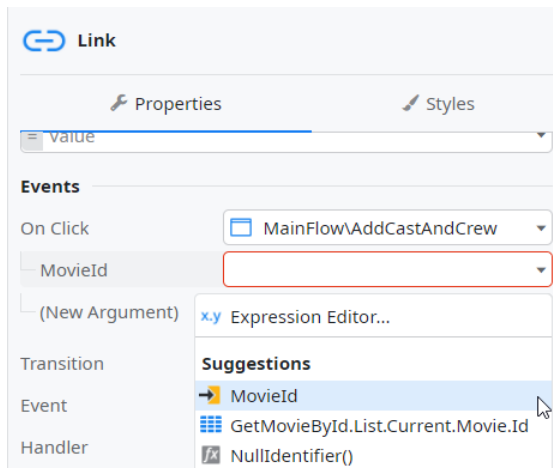 Link
Properties
Styles
= Value
Events
On Click MainFlow\AddCastAndCrew
MovieId
(New Argument)
x.y Expression Editor...
Transition
Suggestions
MovieId
Event
GetMovieById.List.Current.Movie.Id
Handler
fx NullIdentifier()